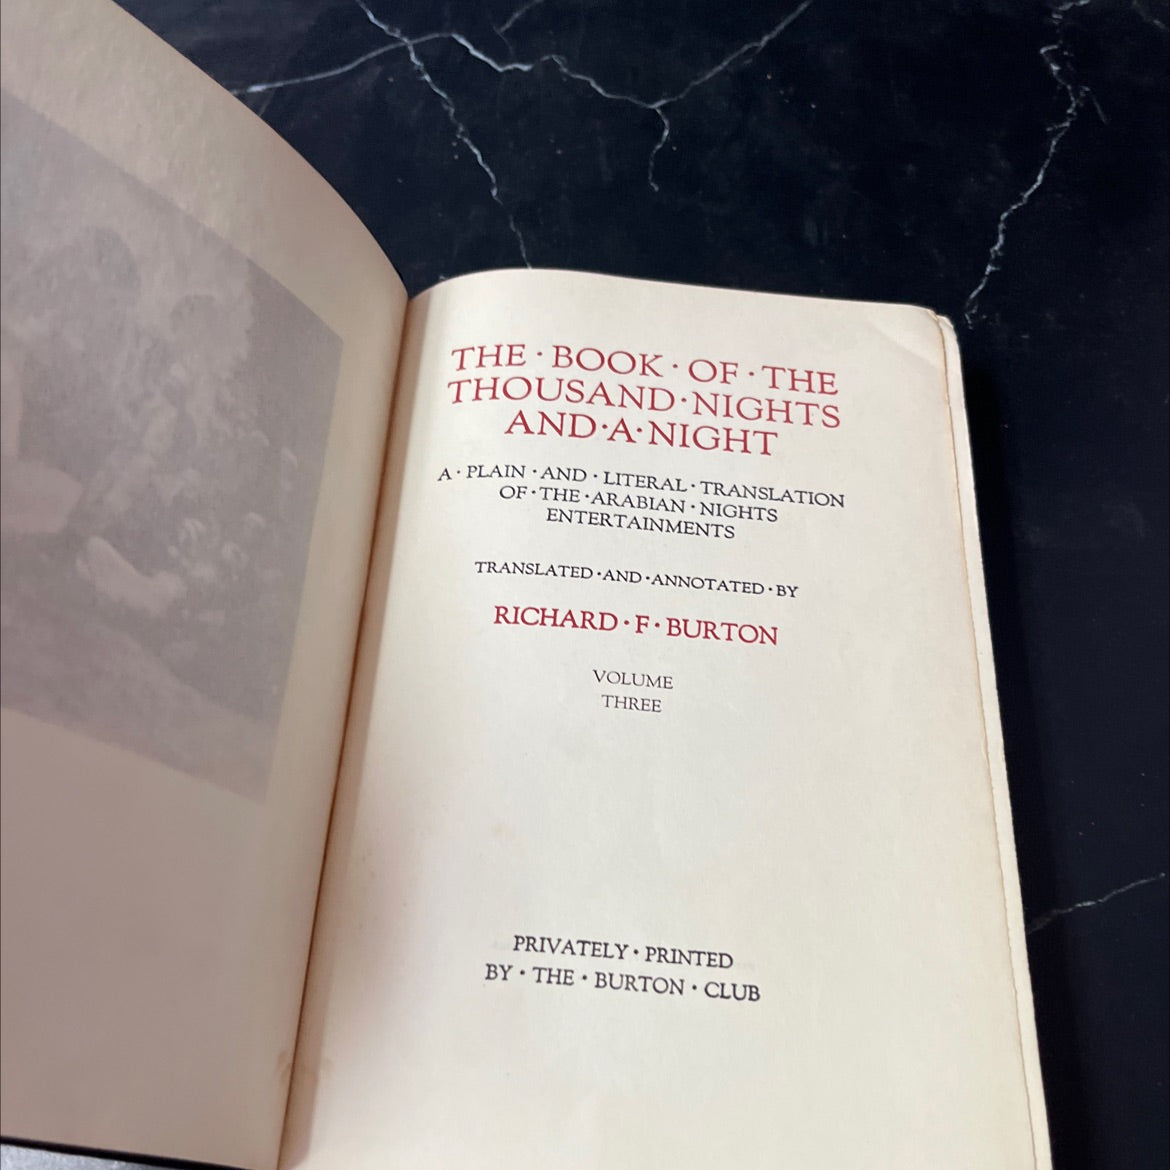 THE · BOOK · OF · THE
THOUSAND · NIGHTS
AND · A · NIGHT
A · PLAIN · AND · LITERAL · TRANSLATION
OF · THE · ARABIAN · NIGHTS
ENTERTAINMENTS
TRANSLATED · AND · ANNOTATED · BY
RICHARD · F · BURTON
VOLUME
THREE
PRIVATELY · PRINTED
BY · THE · BURTON · CLUB